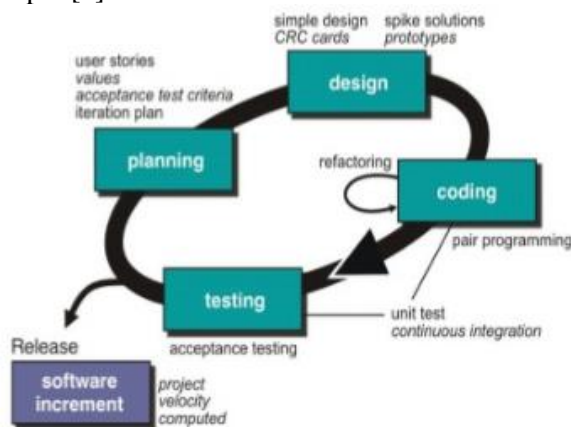 simple design
CRC cards
spike solutions
prototypes
user stories
values
acceptance test criteria
iteration plan
design
planning
refactoring
coding
pair programming
testing
unit test
continuous integration
acceptance testing
Release
software
increment
project
velocity
computed